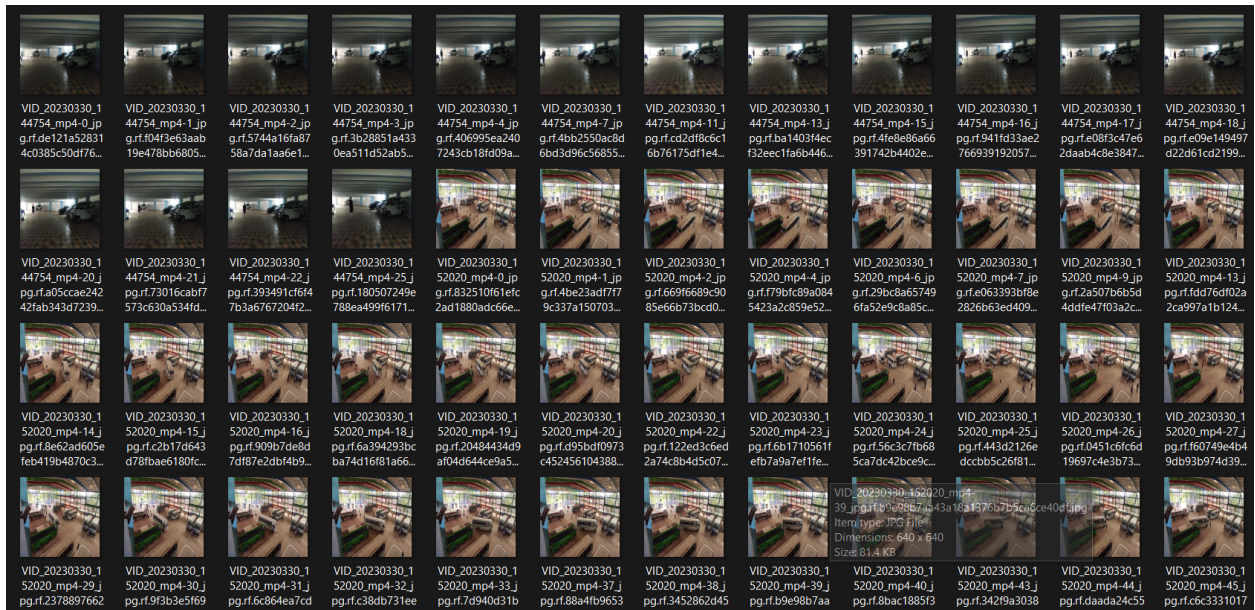 VID_20230330_1
44754_mp4-0_jp
g.rf.de121a52831
4c0385c50df76...
VID_20230330_1
44754_mp4-1_jp
g.rf.f04f3e63aab
19e478bb6805...
VID_20230330_1
44754_mp4-2_jp
g.rf.5744a16fa87
58a7da1aa6e1...
VID_20230330_1
44754_mp4-3_jp
g.rf.3b28851a433
0ea511d52ab5...
VID_20230330_1
44754_mp4-4_jp
g.rf.406995ea240
7243cb18fd09a...
VID_20230330_1
44754_mp4-7_jp
g.rf.4bb2550ac8d
6bd3d96c56855...
VID_20230330_1
44754_mp4-11_j
pg.rf.cd2df8c6c1
6b76175df1e4...
VID_20230330_1
44754_mp4-13_j
pg.rf.ba1403f4ec
f32eec1fa6b446...
VID_20230330_1
44754_mp4-15_j
pg.rf.4fe8e86a66
391742b4402e...
VID_20230330_1
44754_mp4-16_j
pg.rf.941fd33ae2
766939192057...
VID_20230330_1
44754_mp4-17_j
pg.rf.e08f3c47e6
2daab4c8e3847...
VID_20230330_1
44754_mp4-18_j
pg.rf.e09e149497
d22d61cd2199...
VID_20230330_1
44754_mp4-20_j
pg.rf.a05ccae242
42fab343d7239...
VID_20230330_1
44754_mp4-21_j
pg.rf.73016cabf7
573c630a534fd...
VID_20230330_1
44754_mp4-22_j
pg.rf.393491cf6f4
7b3a6767204f2...
VID_20230330_1
44754_mp4-25_j
pg.rf.180507249e
788ea499f6171...
VID_20230330_1
52020_mp4-0_jp
g.rf.832510f61efc
2ad1880adc66e...
VID_20230330_1
52020_mp4-1_jp
g.rf.4be23adf7f7
9c337a150703...
VID_20230330_1
52020_mp4-2_jp
g.rf.669f6689c90
85e66b73bcd0...
VID_20230330_1
52020_mp4-4_jp
g.rf.f79bfc89a084
5423a2c859e52...
VID_20230330_1
52020_mp4-6_jp
g.rf.29bc8a65749
6fa52e9c8a85c...
VID_20230330_1
52020_mp4-7_jp
g.rf.e063393bf8e
2826b63ed409...
VID_20230330_1
52020_mp4-9_jp
g.rf.2a507b6b5d
4ddfe47f03a2c...
VID_20230330_1
52020_mp4-13_j
pg.rf.fdd76df02a
2ca997a1b124...
VID_20230330_1
52020_mp4-14_j
pg.rf.8e62ad605e
feb419b4870c3...
VID_20230330_1
52020_mp4-15_j
pg.rf.c2b17d643
d78fbae6180fc...
VID_20230330_1
52020_mp4-16_j
pg.rf.909b7de8d
7df87e2dbf4b9...
VID_20230330_1
52020_mp4-18_j
pg.rf.6a394293bc
ba74d16f81a66...
VID_20230330_1
52020_mp4-19_j
pg.rf.20484434d9
af04d644ce9a5...
VID_20230330_1
52020_mp4-20_j
pg.rf.d95bdf0973
c452456104388...
VID_20230330_1
52020_mp4-22_j
pg.rf.122ed3c6ed
2a74c8b4d5c07...
VID_20230330_1
52020_mp4-23_j
pg.rf.6b1710561f
efb7a9a7ef1fe...
VID_20230330_1
52020_mp4-24_j
pg.rf.56c3c7fb68
5ca7dc42bce9c...
VID_20230330_1
52020_mp4-25_j
pg.rf.443d2126e
dccbb5c26f81...
VID_20230330_1
52020_mp4-26_j
pg.rf.0451c6fc6d
19697c4e3b73...
VID_20230330_1
52020_mp4-27_j
pg.rf.f60749e4b4
9db93b974d39...
VID_20230330_152020_mp4-
39_jpg.rf.b9e98b7aa43a18a1376b7b5ca6ce40df.jpg
Item type: JPG File
Dimensions: 640 x 640
Size: 81.4 KB
VID_20230330_1
52020_mp4-29_j
pg.rf.2378897662
VID_20230330_1
52020_mp4-30_j
pg.rf.9f3b3e5f69
VID_20230330_1
52020_mp4-31_j
pg.rf.6c864ea7cd
VID_20230330_1
52020_mp4-32_j
pg.rf.c38db731ee
VID_20230330_1
52020_mp4-33_j
pg.rf.7d940d31b
VID_20230330_1
52020_mp4-37_j
pg.rf.88a4fb9653
VID_20230330_1
52020_mp4-38_j
pg.rf.3452862d45
VID_20230330_1
52020_mp4-39_j
pg.rf.b9e98b7aa
VID_20230330_1
52020_mp4-40_j
pg.rf.8bac1885f3
VID_20230330_1
52020_mp4-43_j
pg.rf.342f9a3038
VID_20230330_1
52020_mp4-44_j
pg.rf.daada24c55
VID_20230330_1
52020_mp4-45_j
pg.rf.c6c3331017